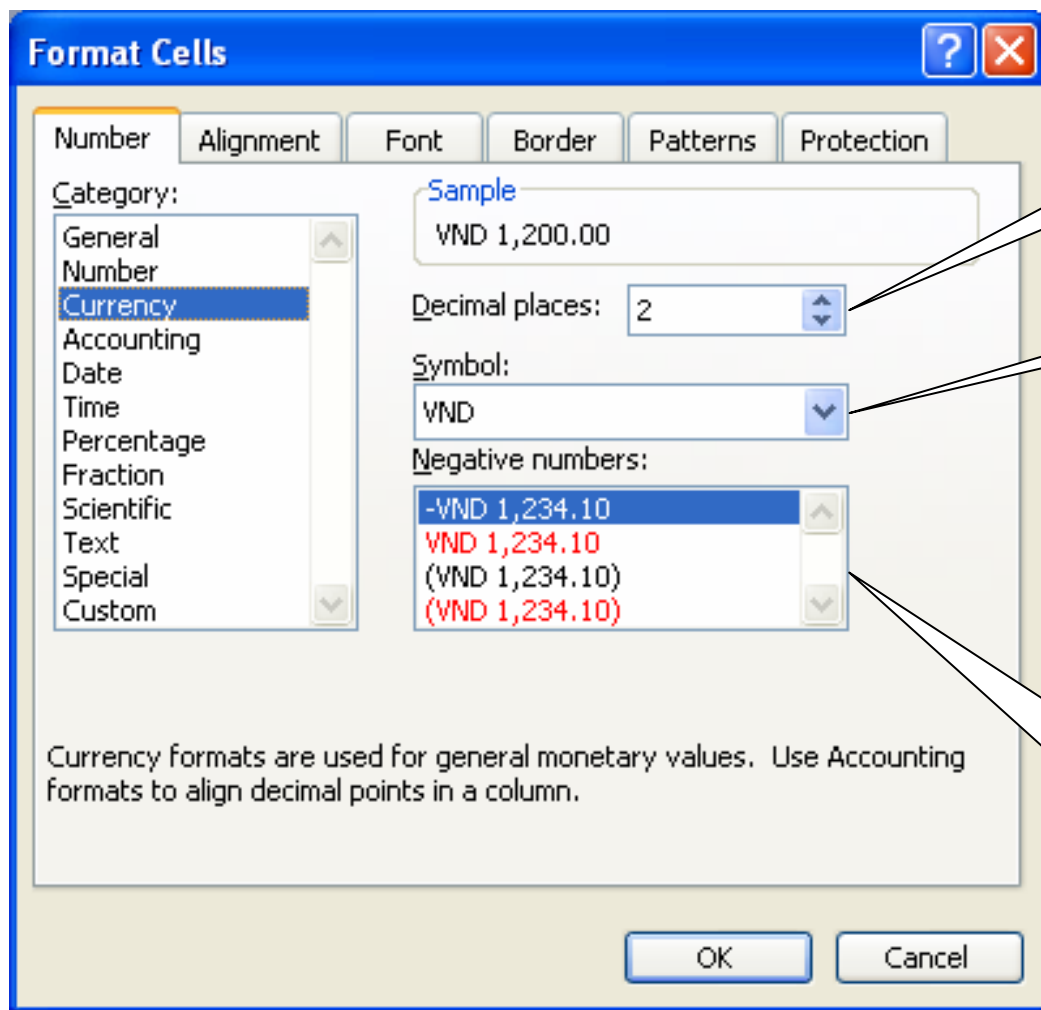 Format Cells
Number Alignment Font Border Patterns Protection
Category:
General
Number
Currency
Accounting
Date
Time
Percentage
Fraction
Scientific
Text
Special
Custom
Sample
VND 1,200.00
Decimal places: 2
Symbol:
VND
Negative numbers:
-VND 1,234.10
VND 1,234.10
(VND 1,234.10)
(VND 1,234.10)
Currency formats are used for general monetary values. Use Accounting
formats to align decimal points in a column.
OK Cancel